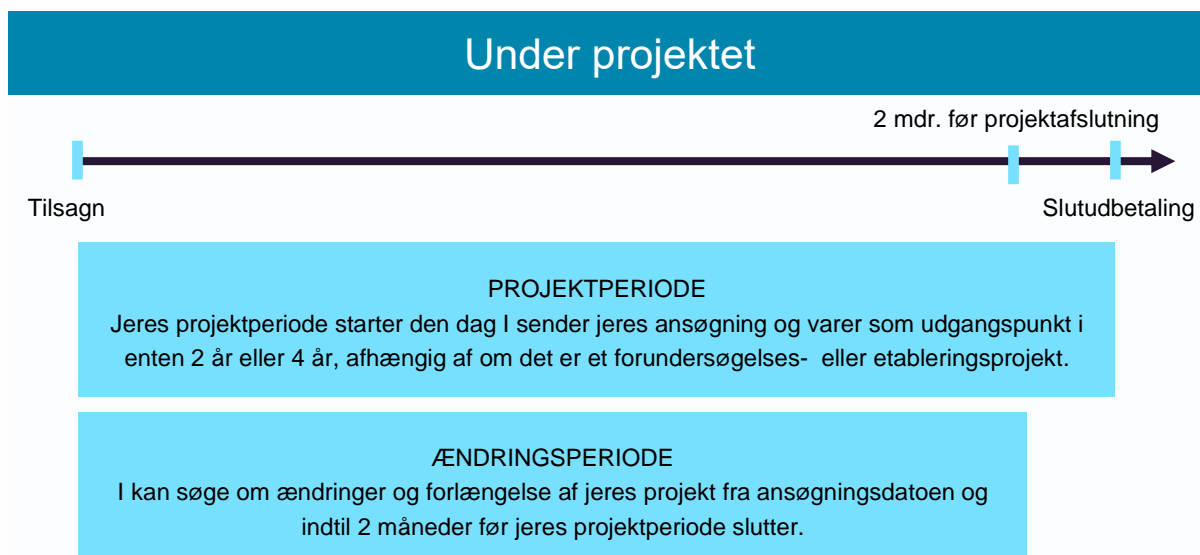 Under projektet
2 mdr. før projektafslutning
Tilsagn
Slutudbetaling
PROJEKTPERIODE
Jeres projektperiode starter den dag I sender jeres ansøgning og varer som udgangspunkt i
enten 2 år eller 4 år, afhængig af om det er et forundersøgelses- eller etableringsprojekt.
ÆNDRINGSPERIODE
I kan søge om ændringer og forlængelse af jeres projekt fra ansøgningsdatoen og
indtil 2 måneder før jeres projektperiode slutter.